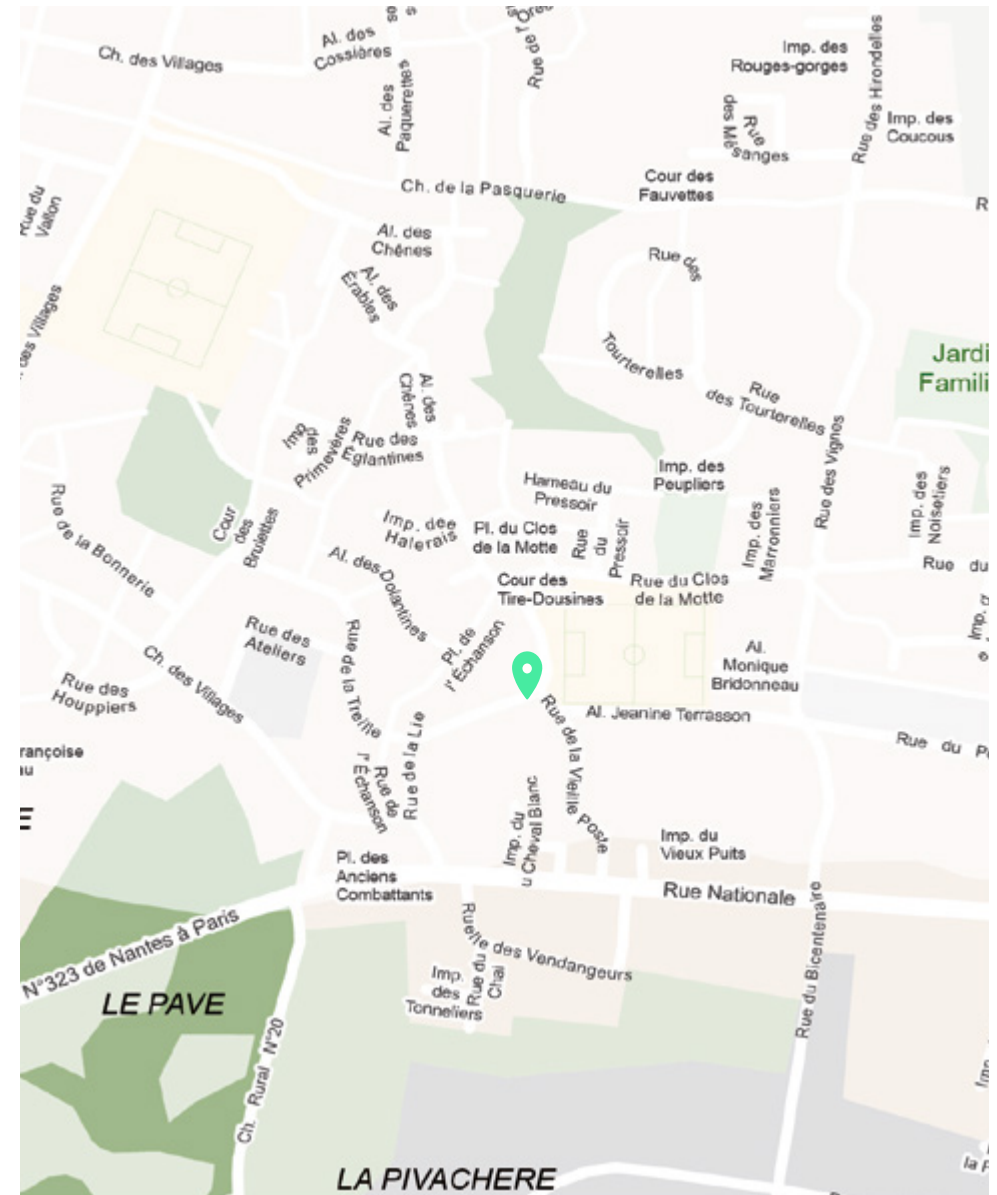 Al. des
Cossières
Ch. des Villages
Al. des
Paquerettes
Imp. des
Rouges-gorges
Rue des Hirondelles
Imp. des
Coucous
Rue
des Mésanges
Cour des
Fauvettes
Ch. de la Pasquerie
Rue du
Vallon
Al. des
Chênes
Al. des
Érables
Rue des
Tourterelles
des Villages
Jardi
Famili
Rue
des Tourterelles
Al. des
Chênes
Imp. des
Primevères
Rue des
Églantines
Rue des Vignes
Imp. des
Peupliers
Hameau du
Pressoir
Imp. des
Noisetiers
Rue de la Bonnerie
Cour
des
Brulettes
Imp. dee
Halerais
Pl. du Clos
de la Motte
Rue
du
Pressoir
Imp. des
Marronniers
Al. des Dolantines
Cour des
Tire-Dousines
Rue du Clos
de la Motte
Rue du
Rue des
Ateliers
Rue de la Treille
Pl. de
l' Échanson
Al.
Monique
Bridonneau
Ch. des Villages
Rue des
Houppiers
Rue de la Vieille Poste
Al. Jeanine Terrasson
Rue de la Lie
Rue de
l' Échanson
rançoise
au
Rue du P
Imp. du
u Cheval Blanc
Imp. du
Vieux Puits
Pl. des
Anciens
Combattants
Rue Nationale
N°323 de Nantes à Paris
Ruelle des Vendangeurs
Rue du Bicentenaire
Imp.
des
Tonneliers
Rue du
Chai
LE PAVE
Ch. Rural N°20
LA PIVACHERE